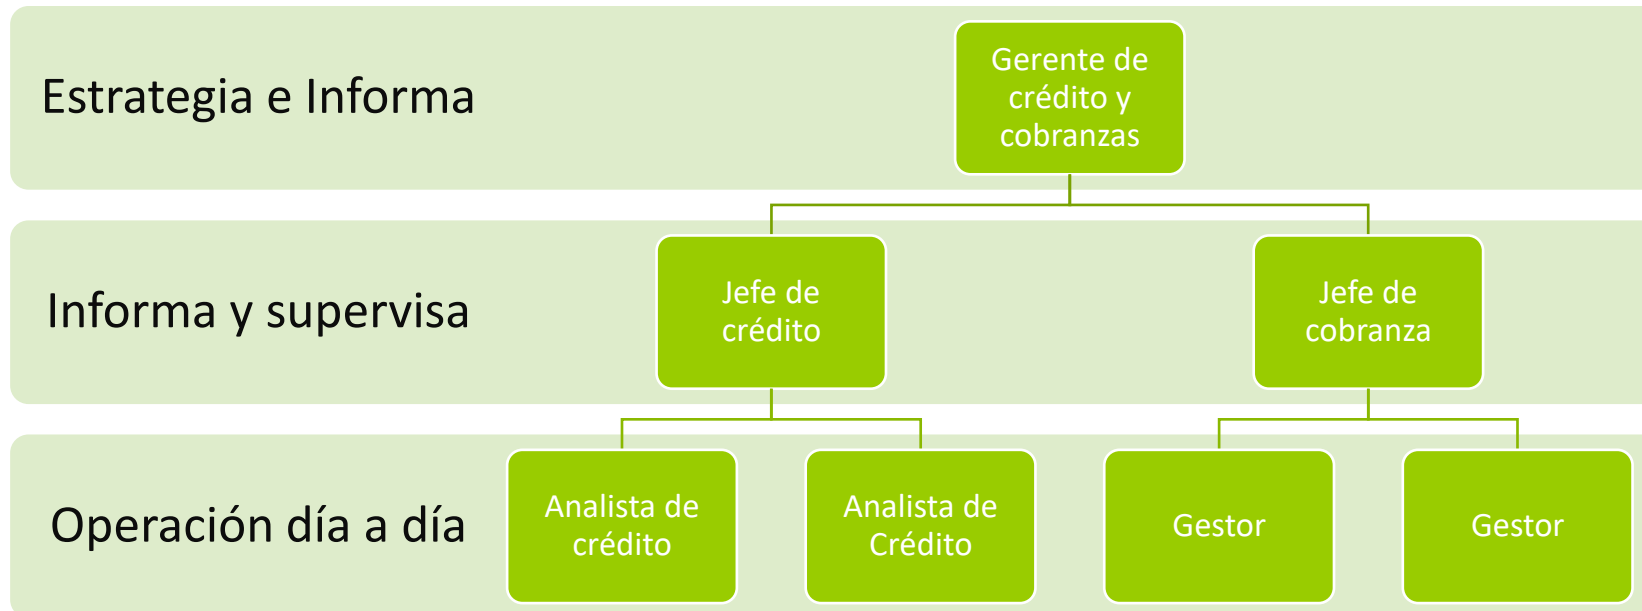 Estrategia e Informa
Gerente de
crédito y
cobranzas
Informa y supervisa
Jefe de
crédito
Jefe de
cobranza
Operación día a día
Analista de
crédito
Analista de
Crédito
Gestor
Gestor